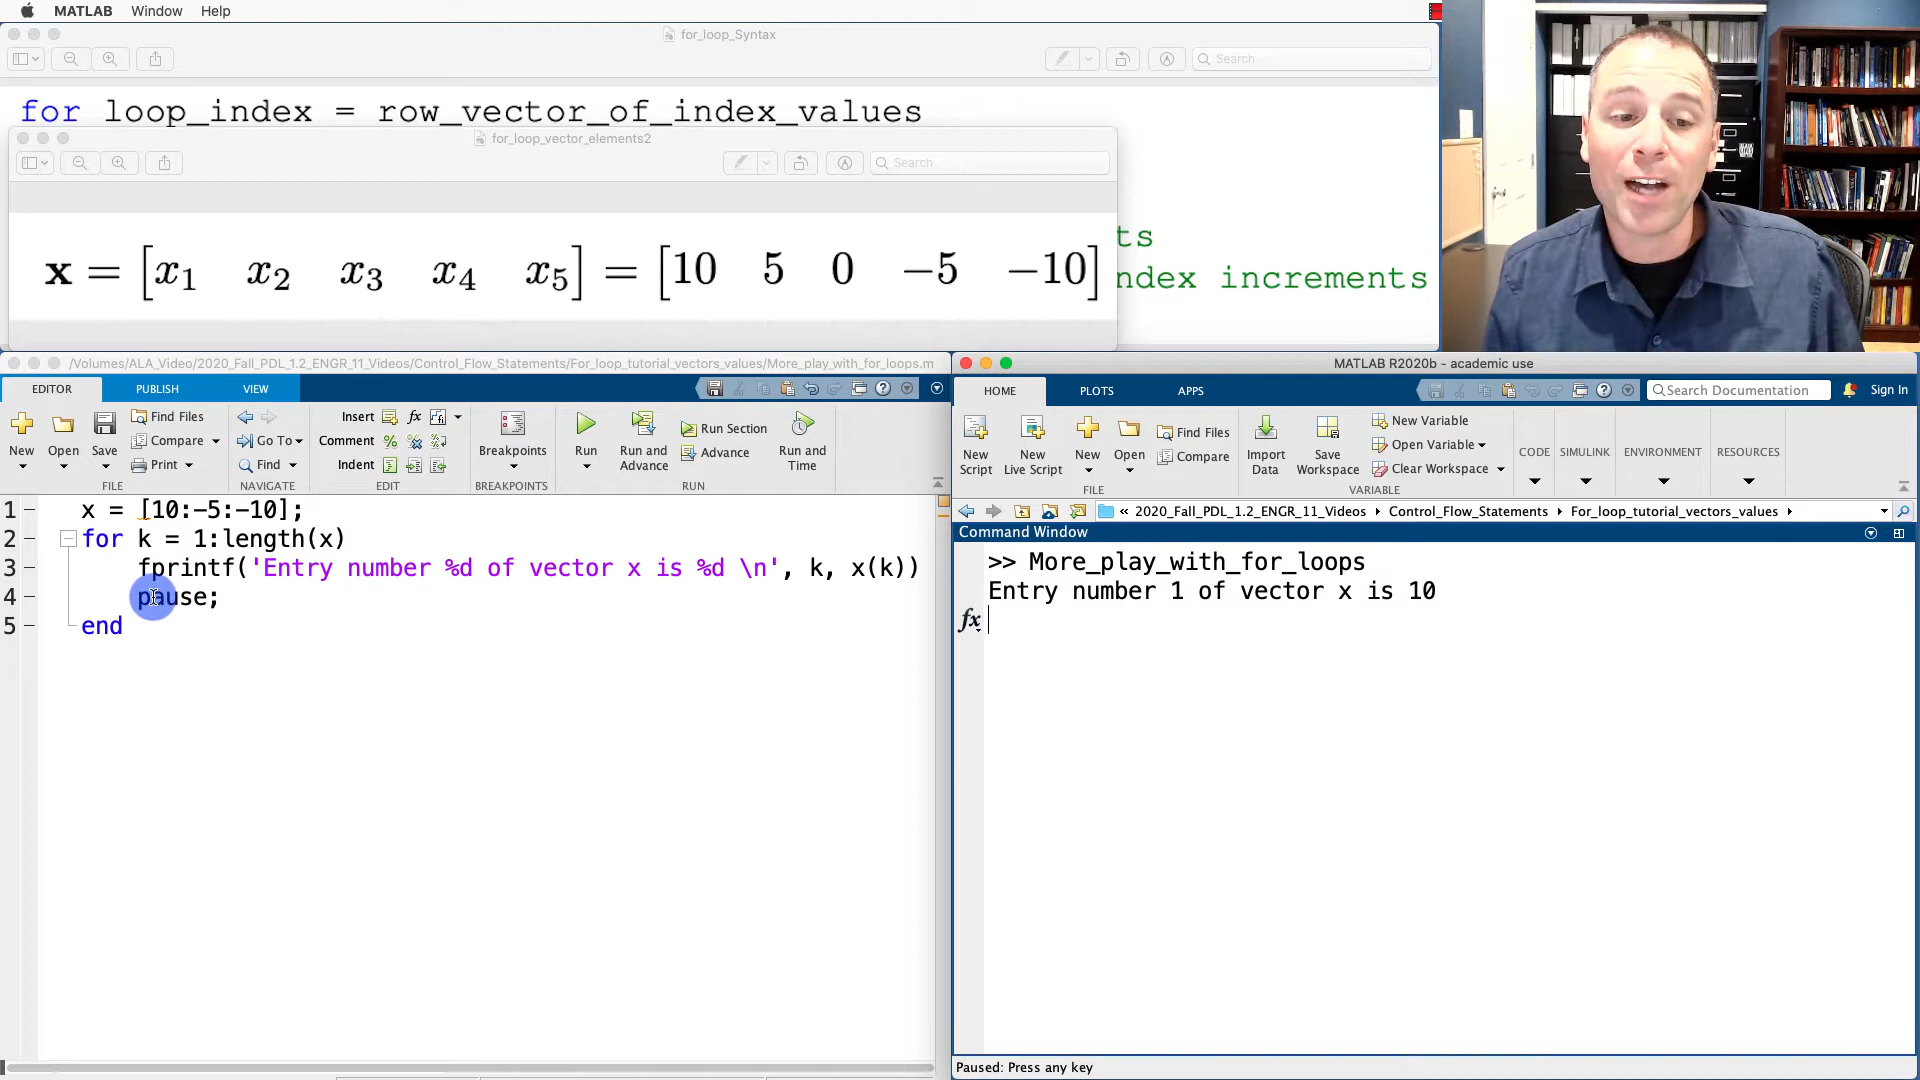 MATLAB Window Help
for_loop_Syntax
Search
for loop_index = row_vector_of_index_values
for_loop_vector_elements2
Search
ts
x = [x1 x2 x3 x4 x5] = [10 5 0 −5 −10]
ndex increments
/Volumes/ALA_Video/2020_Fall_PDL_1.2_ENGR_11_Videos/Control_Flow_Statements/For_loop_tutorial_vectors_values/More_play_with_for_loops.m
EDITOR PUBLISH VIEW
New Open Save
Find Files
Compare
Print
FILE
Go To
Find
NAVIGATE
Insert fx
Comment
Indent
EDIT
Breakpoints
BREAKPOINTS
Run
Run and Advance
Run Section
Advance
Run and Time
RUN
1 x = [10:-5:-10];
2 for k = 1:length(x)
3 fprintf('Entry number %d of vector x is %d \n', k, x(k))
4 pause;
5 end
MATLAB R2020b - academic use
HOME PLOTS APPS
Search Documentation
Sign In
New Script
New Live Script
New
Open
Find Files
Compare
FILE
Import Data
Save Workspace
New Variable
Open Variable
Clear Workspace
VARIABLE
CODE SIMULINK ENVIRONMENT RESOURCES
« 2020_Fall_PDL_1.2_ENGR_11_Videos Control_Flow_Statements For_loop_tutorial_vectors_values
Command Window
>> More_play_with_for_loops
Entry number 1 of vector x is 10
fx
Paused: Press any key